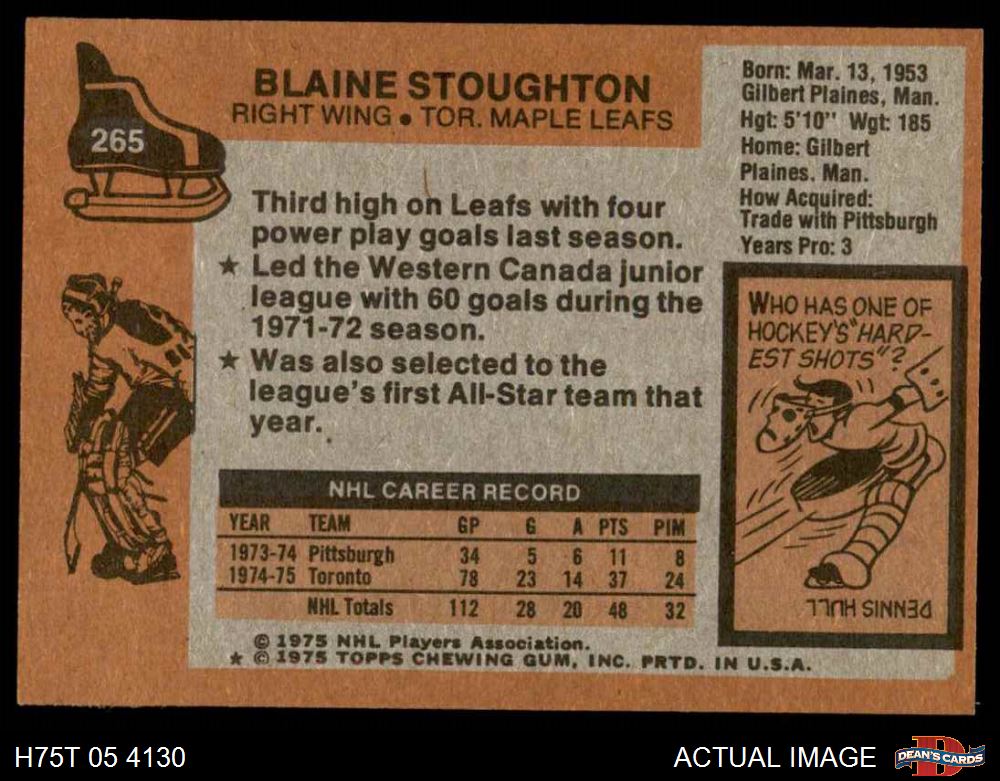 265
BLAINE STOUGHTON
RIGHT WING • TOR. MAPLE LEAFS
Born: Mar. 13, 1953
Gilbert Plaines, Man.
Hgt: 5'10" Wgt: 185
Home: Gilbert
Plaines, Man.
How Acquired:
Trade with Pittsburgh
Years Pro: 3
Third high on Leafs with four
power play goals last season.
★ Led the Western Canada junior
league with 60 goals during the
1971-72 season.
★ Was also selected to the
league's first All-Star team that
year.
WHO HAS ONE OF
HOCKEY'S "HARD-
EST SHOTS"?
DENNIS HULL
NHL CAREER RECORD
YEAR TEAM GP G A PTS PIM
1973-74 Pittsburgh 34 5 6 11 8
1974-75 Toronto 78 23 14 37 24
NHL Totals 112 28 20 48 32
© 1975 NHL Players Association.
★ © 1975 TOPPS CHEWING GUM, INC. PRTD. IN U.S.A.
H75T 05 4130
ACTUAL IMAGE
D
DEAN'S CARDS